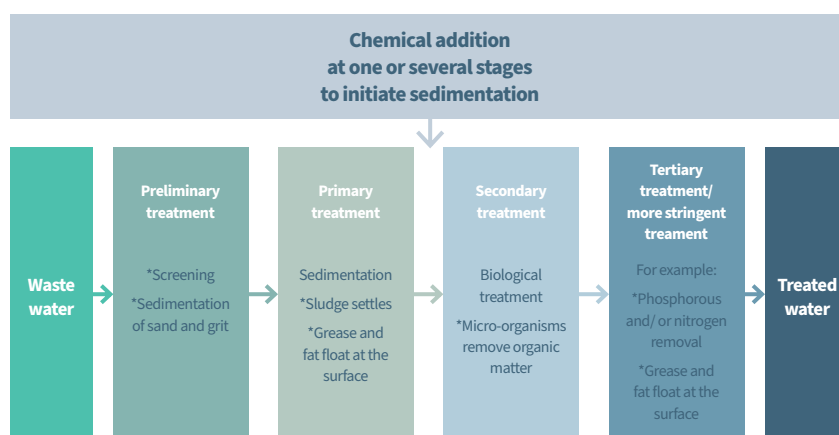 Chemical addition
at one or several stages
to initiate sedimentation
Waste
water
Preliminary
treatment
*Screening
*Sedimentation
of sand and grit
Primary
treatment
Sedimentation
*Sludge settles
*Grease and
fat float at the
surface
Secondary
treatment
Biological
treatment
*Micro-organisms
remove organic
matter
Tertiary
treatment/
more stringent
treament
For example:
*Phosphorous
and/ or nitrogen
removal
*Grease and
fat float at the
surface
Treated
water